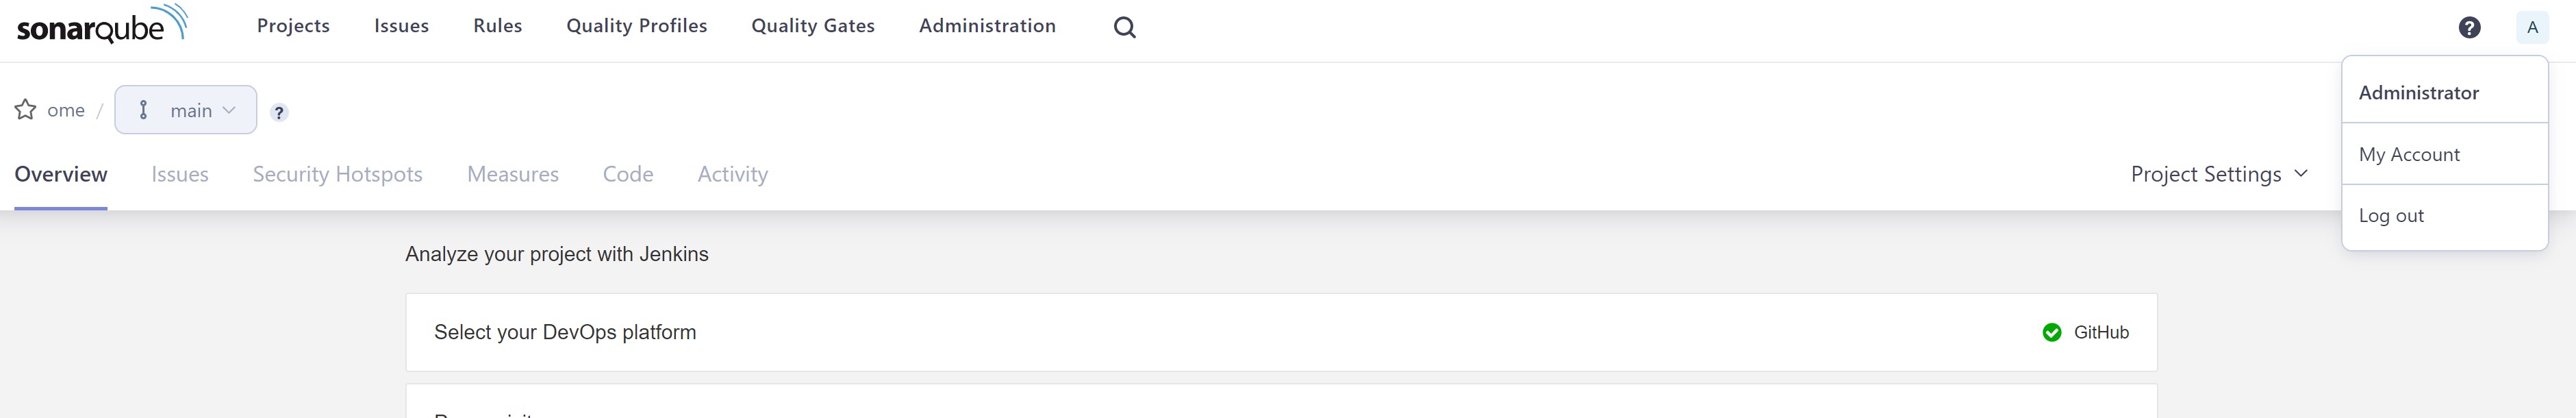 sonarqube Projects Issues Rules Quality Profiles Quality Gates Administration ? A
ome / main ?
Overview Issues Security Hotspots Measures Code Activity Project Settings
Administrator
My Account
Log out
Analyze your project with Jenkins
Select your DevOps platform GitHub